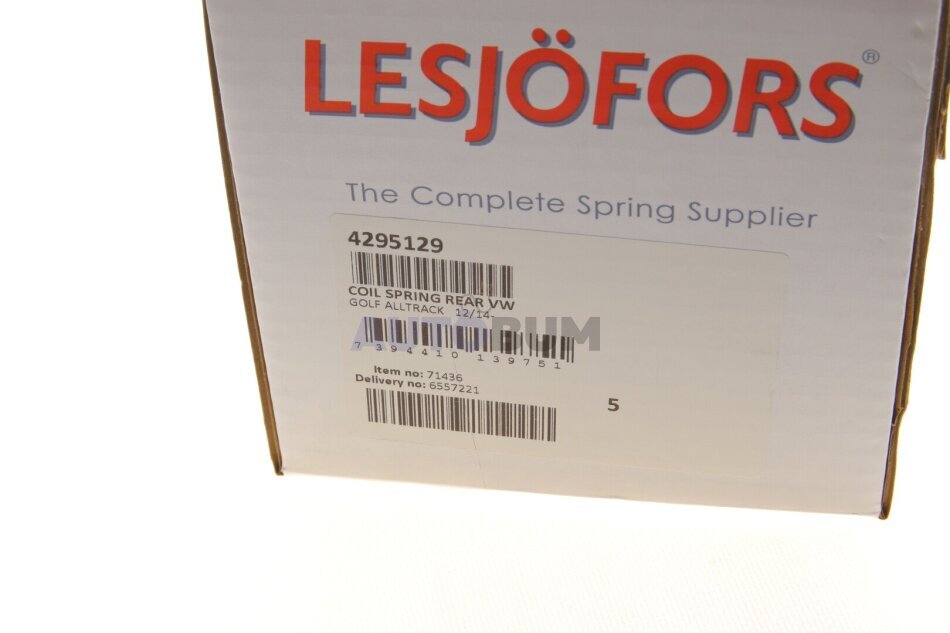 LESJÖFORS®
The Complete Spring Supplier
4295129
COIL SPRING REAR VW
GOLF ALLTRACK 12/14-
AUTOBUM
7 394410 139751
Item no: 71436
Delivery no: 6557221
5